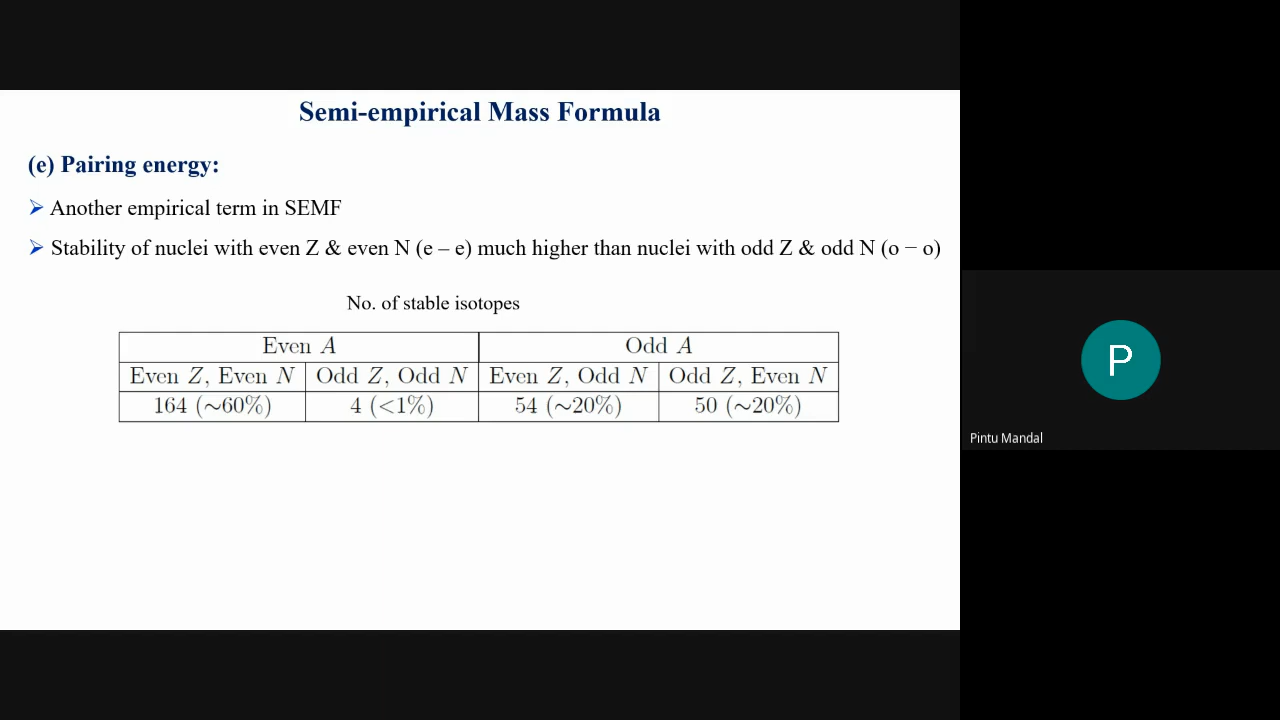 Semi-empirical Mass Formula
(e) Pairing energy:
➢ Another empirical term in SEMF
➢ Stability of nuclei with even Z & even N (e – e) much higher than nuclei with odd Z & odd N (o − o)
No. of stable isotopes
Even A Odd A
Even Z, Even N Odd Z, Odd N Even Z, Odd N Odd Z, Even N
164 (~60%) 4 (<1%) 54 (~20%) 50 (~20%)
P
Pintu Mandal